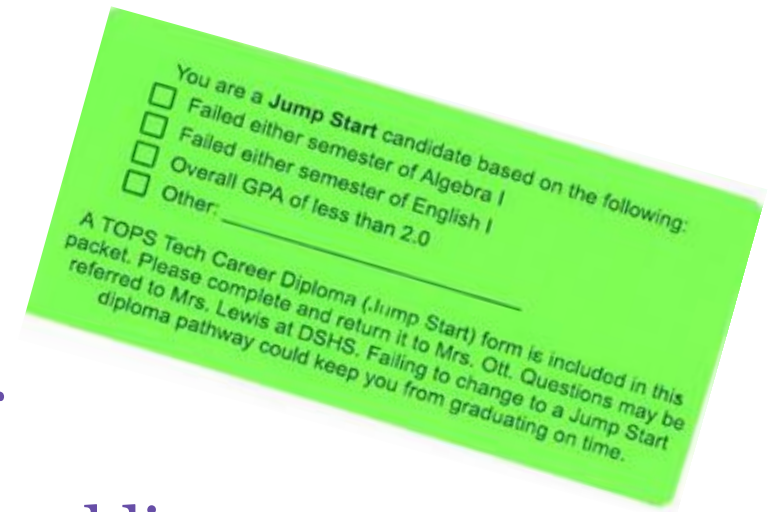 You are a Jump Start candidate based on the following:
☐ Failed either semester of Algebra I
☐ Failed either semester of English I
☐ Overall GPA of less than 2.0
☐ Other: ____________________
A TOPS Tech Career Diploma (Jump Start) form is included in this
packet. Please complete and return it to Mrs. Ott. Questions may be
referred to Mrs. Lewis at DSHS. Failing to change to a Jump Start
diploma pathway could keep you from graduating on time.